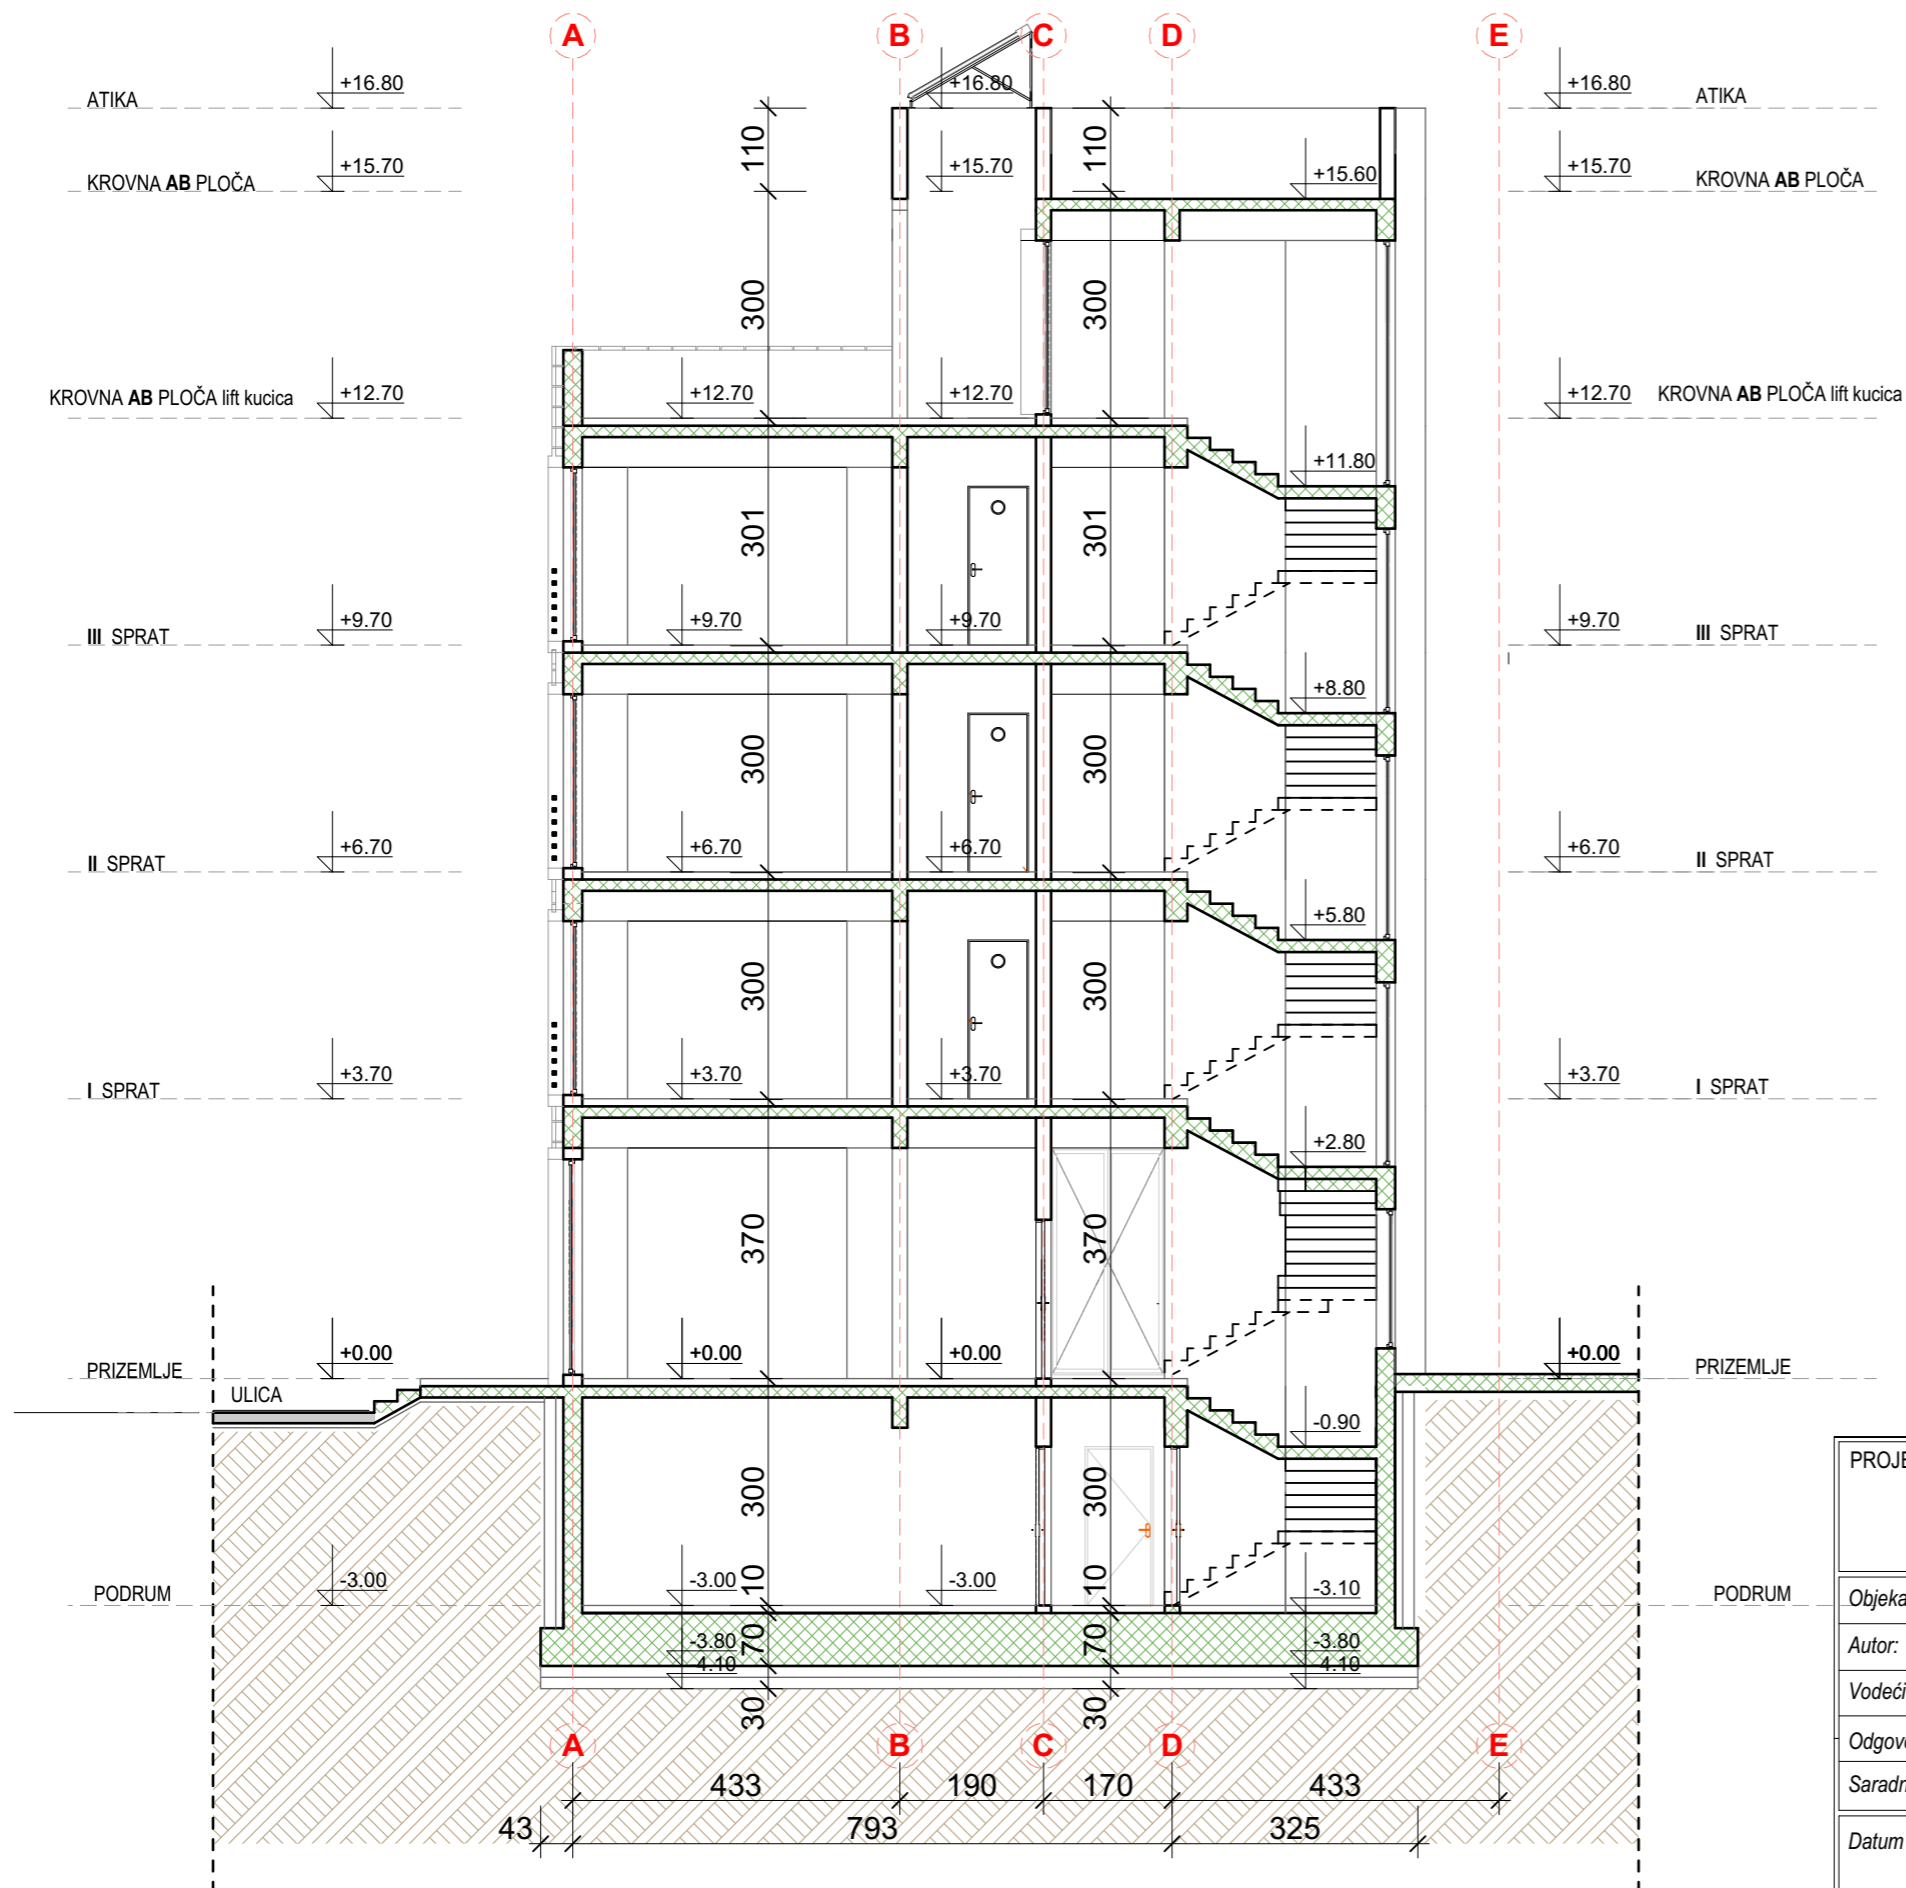 A B C D E
+16.80 +16.80 +16.80
ATIKA ATIKA
110 110
+15.70 +15.70 +15.60 +15.70
KROVNA AB PLOČA KROVNA AB PLOČA
300 300
KROVNA AB PLOČA lift kucica +12.70 +12.70 +12.70 +12.70 KROVNA AB PLOČA lift kucica
+11.80
301 301
III SPRAT +9.70 +9.70 +9.70 +9.70 III SPRAT
+8.80
300 300
II SPRAT +6.70 +6.70 +6.70 +6.70 II SPRAT
+5.80
300 300
I SPRAT +3.70 +3.70 +3.70 +3.70 I SPRAT
+2.80
370 370
PRIZEMLJE +0.00 +0.00 +0.00 +0.00 PRIZEMLJE
ULICA
-0.90
PROJE
300 300
PODRUM -3.00 -3.00 10 -3.00 10 -3.10 PODRUM
Objeka
-3.80 70 70 -3.80
Autor:
4.10 4.10
Vodeći
30 30
A B C D E
Odgovo
433 190 170 433
Saradn
43 793 325
Datum